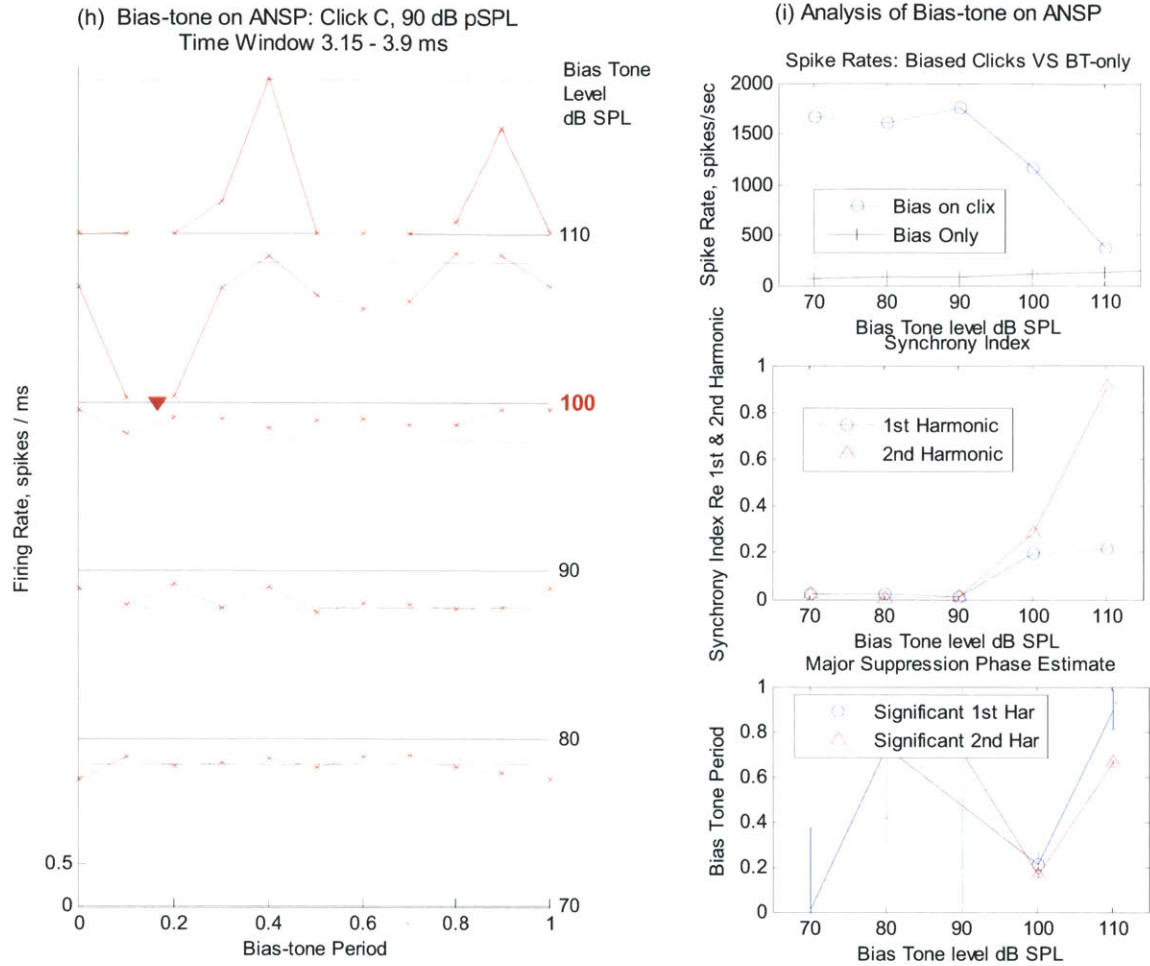 (h) Bias-tone on ANSP: Click C, 90 dB pSPL
Time Window 3.15 - 3.9 ms
Bias Tone
Level
dB SPL
110
100
90
80
70
Firing Rate, spikes / ms
0.5
0
0 0.2 0.4 0.6 0.8 1
Bias-tone Period
(i) Analysis of Bias-tone on ANSP
Spike Rates: Biased Clicks VS BT-only
Spike Rate, spikes/sec
2000
1500
1000
500
0
Bias on clix
Bias Only
70 80 90 100 110
Bias Tone level dB SPL
Synchrony Index
Synchrony Index Re 1st & 2nd Harmonic
1
0.8
0.6
0.4
0.2
0
1st Harmonic
2nd Harmonic
70 80 90 100 110
Bias Tone level dB SPL
Major Suppression Phase Estimate
Bias Tone Period
1
0.8
0.6
0.4
0.2
0
Significant 1st Har
Significant 2nd Har
70 80 90 100 110
Bias Tone level dB SPL